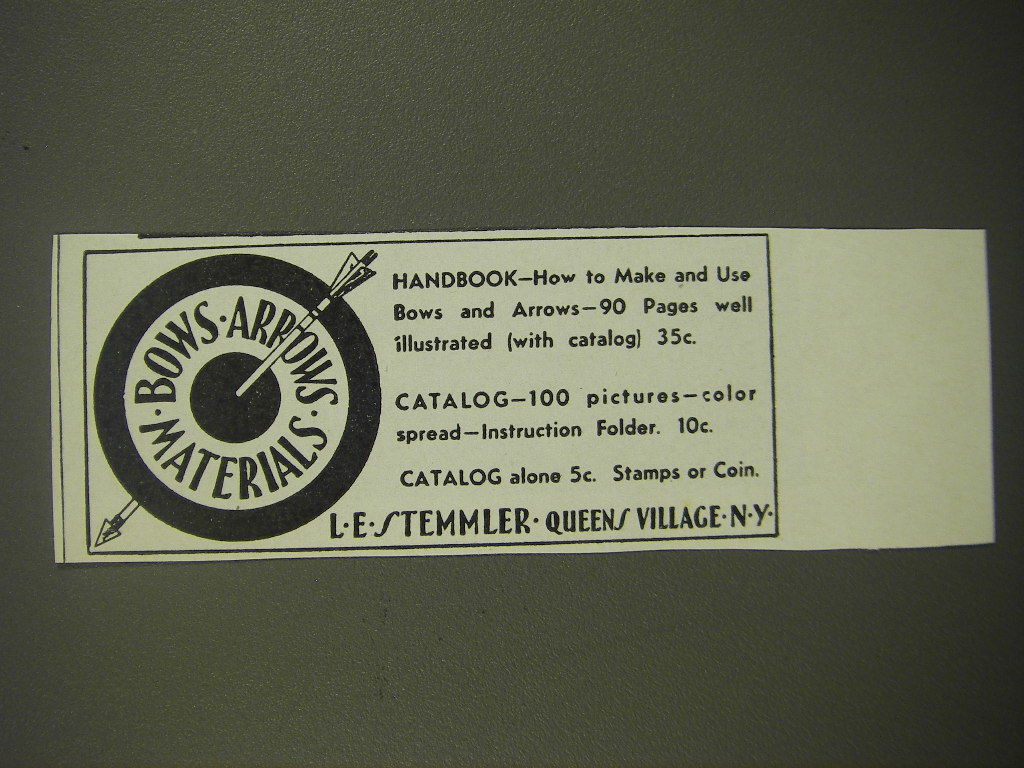 BOWS·ARROWS·
·MATERIALS·
HANDBOOK—How to Make and Use
Bows and Arrows—90 Pages well
illustrated (with catalog) 35c.
CATALOG—100 pictures—color
spread—Instruction Folder. 10c.
CATALOG alone 5c. Stamps or Coin.
L·E·STEMMLER·QUEENS VILLAGE·N·Y·